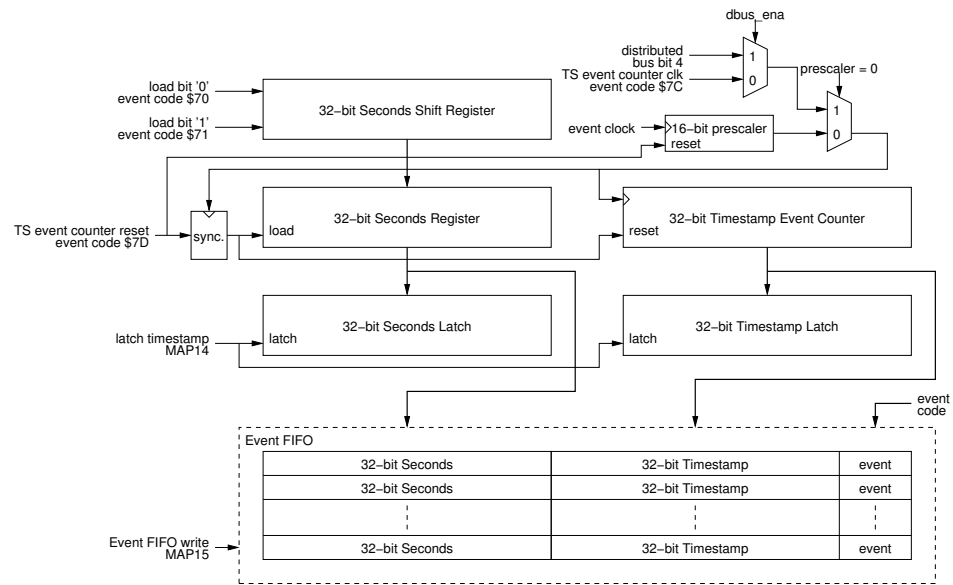 dbus_ena
distributed
bus bit 4
TS event counter clk
event code $7C
1
0
prescaler = 0
1
0
load bit '0'
event code $70
load bit '1'
event code $71
32−bit Seconds Shift Register
event clock
16−bit prescaler
reset
TS event counter reset
event code $7D
sync.
32−bit Seconds Register
load
32−bit Timestamp Event Counter
reset
latch timestamp
MAP14
32−bit Seconds Latch
latch
32−bit Timestamp Latch
latch
event
code
Event FIFO
32−bit Seconds 32−bit Timestamp event
32−bit Seconds 32−bit Timestamp event
Event FIFO write
MAP15
32−bit Seconds 32−bit Timestamp event